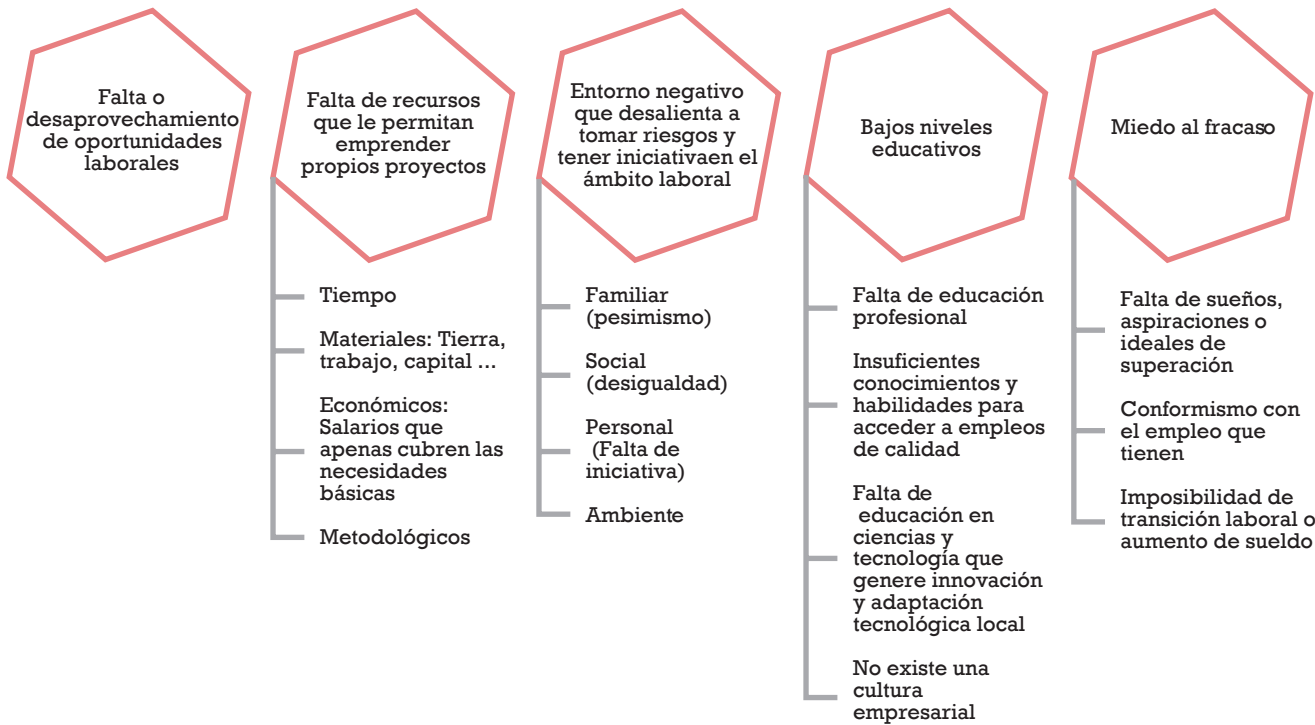 Falta o
desaprovechamiento
de oportunidades
laborales
Falta de recursos
que le permitan
emprender
propios proyectos
Tiempo
Materiales: Tierra,
trabajo, capital ...
Económicos:
Salarios que
apenas cubren las
necesidades
básicas
Metodológicos
Entorno negativo
que desalienta a
tomar riesgos y
tener iniciativaen el
ámbito laboral
Familiar
(pesimismo)
Social
(desigualdad)
Personal
(Falta de
iniciativa)
Ambiente
Bajos niveles
educativos
Falta de educación
profesional
Insuficientes
conocimientos y
habilidades para
acceder a empleos
de calidad
Falta de
educación en
ciencias y
tecnología que
genere innovación
y adaptación
tecnológica local
No existe una
cultura
empresarial
Miedo al fracaso
Falta de sueños,
aspiraciones o
ideales de
superación
Conformismo con
el empleo que
tienen
Imposibilidad de
transición laboral o
aumento de sueldo